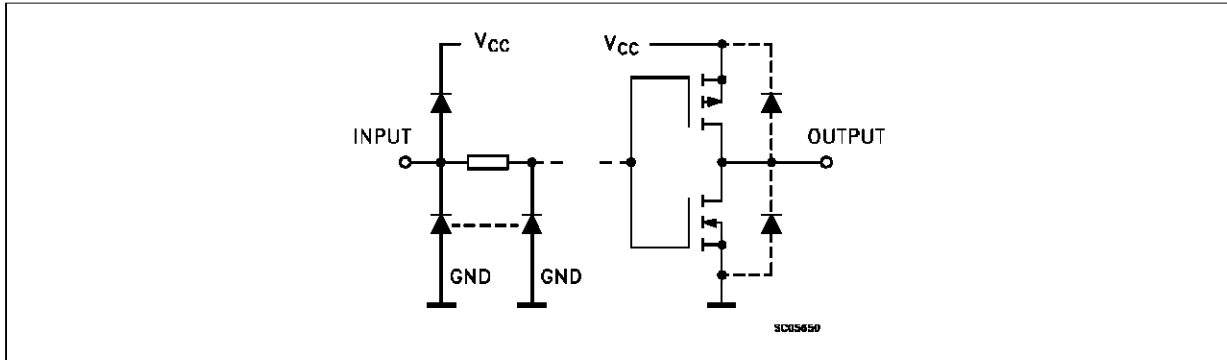 VCC
VCC
INPUT
OUTPUT
GND
GND
SC05650